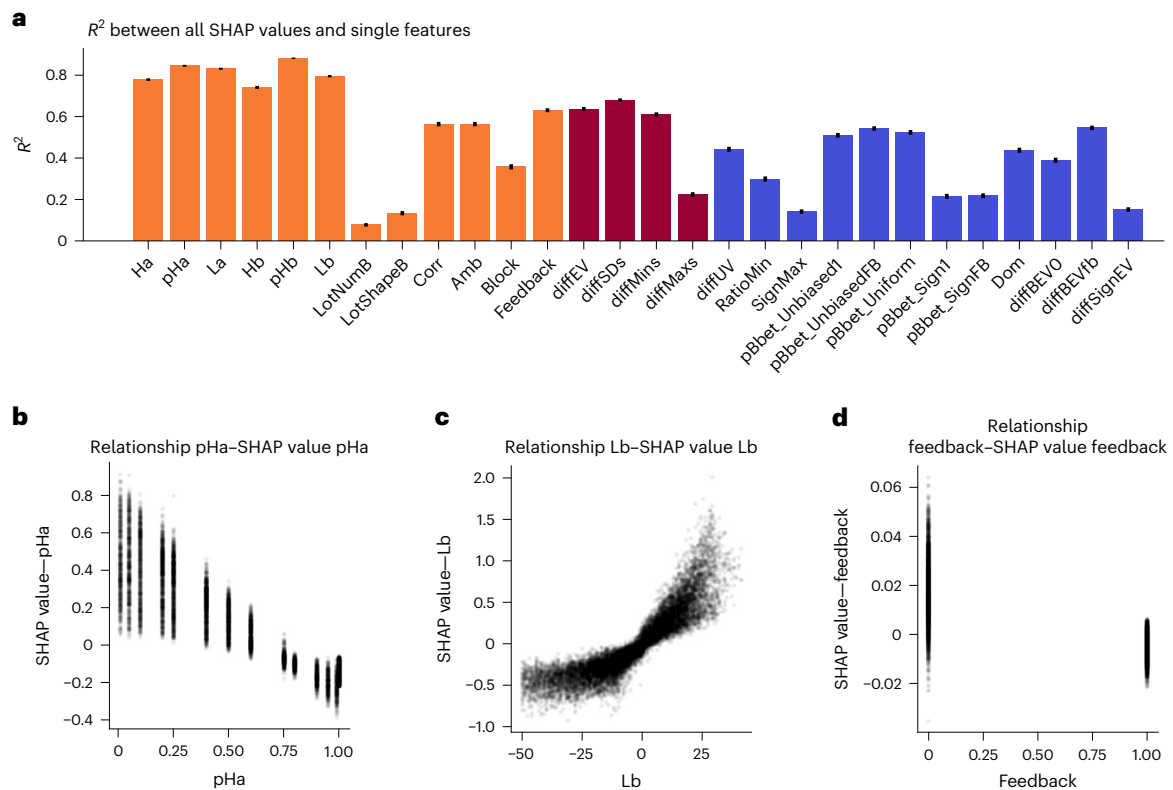 a
R² between all SHAP values and single features
R²
0.8
0.6
0.4
0.2
0
Ha pHa La Hb pHb Lb LotNumB LotShapeB Corr Amb Block Feedback diffEV diffSDs diffMins diffMaxs diffUV RatioMin SignMax pBbet_Unbiased1 pBbet_UnbiasedFB pBbet_Uniform pBbet_Sign1 pBbet_SignFB Dom diffBEV0 diffBEVfb diffSignEV
b
Relationship pHa–SHAP value pHa
SHAP value—pHa
0.8
0.6
0.4
0.2
0
−0.2
−0.4
0 0.25 0.50 0.75 1.00
pHa
c
Relationship Lb–SHAP value Lb
SHAP value—Lb
2.0
1.5
1.0
0.5
0
−0.5
−1.0
−50 −25 0 25
Lb
d
Relationship
feedback–SHAP value feedback
SHAP value—feedback
0.06
0.04
0.02
0
−0.02
0 0.25 0.50 0.75 1.00
Feedback